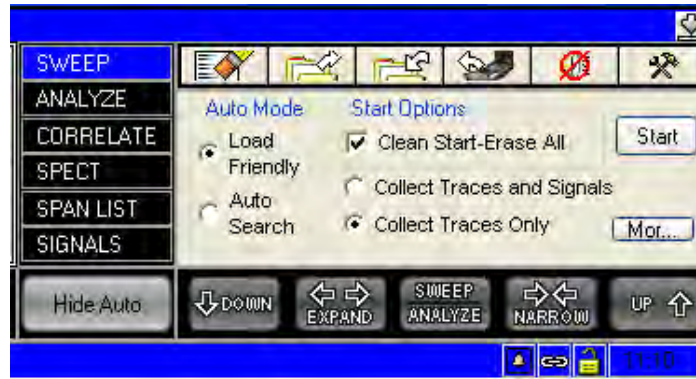 SWEEP
ANALYZE
CORRELATE
SPECT
SPAN LIST
SIGNALS
Hide Auto
Auto Mode
Load
Friendly
Auto
Search
Start Options
Clean Start-Erase All
Collect Traces and Signals
Collect Traces Only
Start
Mor...
DOWN
EXPAND
SWEEP
ANALYZE
NARROW
UP